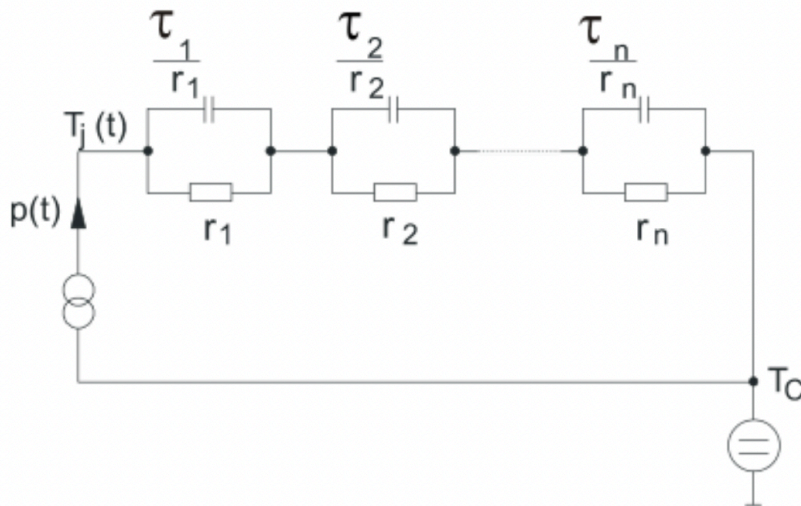 τ1 τ2 τn
r1 r2 rn
Tj (t)
p(t)
r1 r2 rn
TC